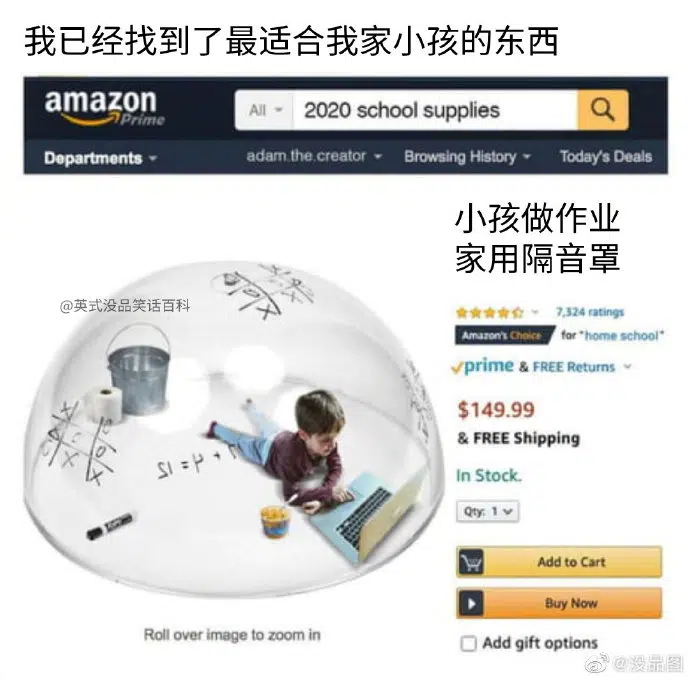 我已经找到了最适合我家小孩的东西
amazon
Prime
All
2020 school supplies
Departments
adam.the.creator
Browsing History
Today's Deals
小孩做作业
家用隔音罩
@英式没品笑话百科
7,324 ratings
Amazon's Choice for "home school"
prime & FREE Returns
$149.99
& FREE Shipping
In Stock.
Qty: 1
Add to Cart
Buy Now
Add gift options
Roll over image to zoom in
@没品图